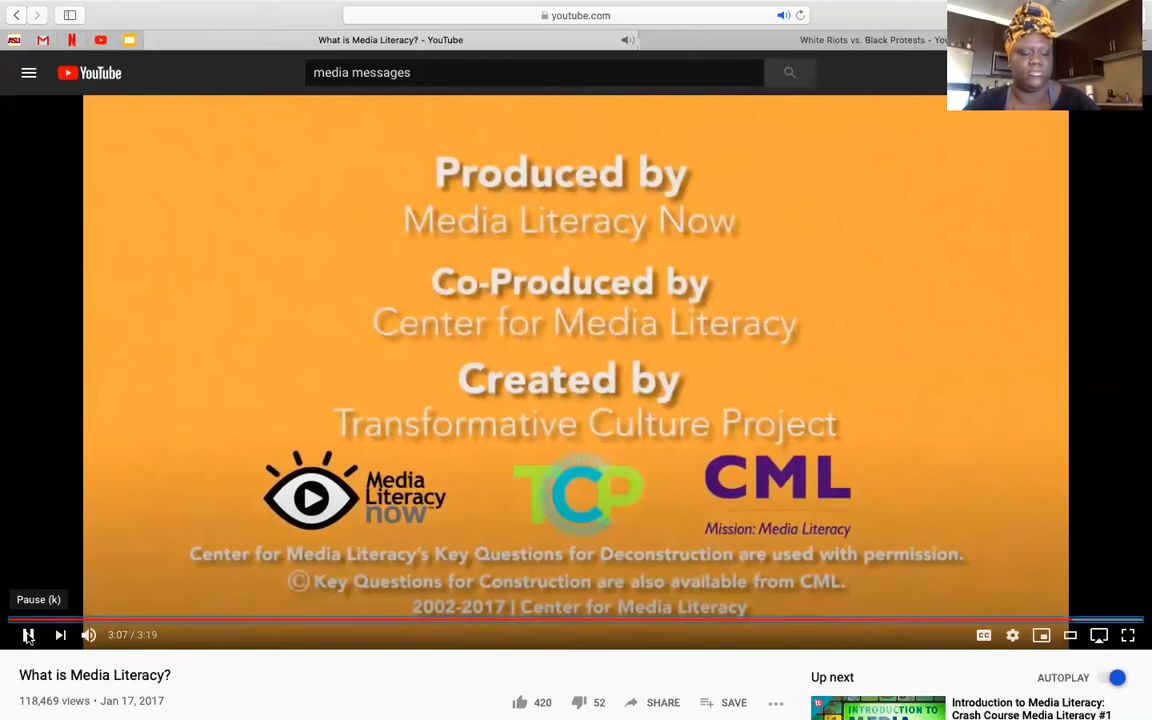 youtube.com
ASU
What is Media Literacy? - YouTube
White Riots vs. Black Protests - You
YouTube
media messages
Produced by
Media Literacy Now
Co-Produced by
Center for Media Literacy
Created by
Transformative Culture Project
Media
Literacy
now
TCP
CML
Mission: Media Literacy
Center for Media Literacy's Key Questions for Deconstruction are used with permission.
© Key Questions for Construction are also available from CML.
2002-2017 | Center for Media Literacy
Pause (k)
3:07 / 3:19
CC
What is Media Literacy?
118,469 views • Jan 17, 2017
420
52
SHARE
SAVE
Up next
AUTOPLAY
INTRODUCTION TO
Introduction to Media Literacy:
Crash Course Media Literacy #1